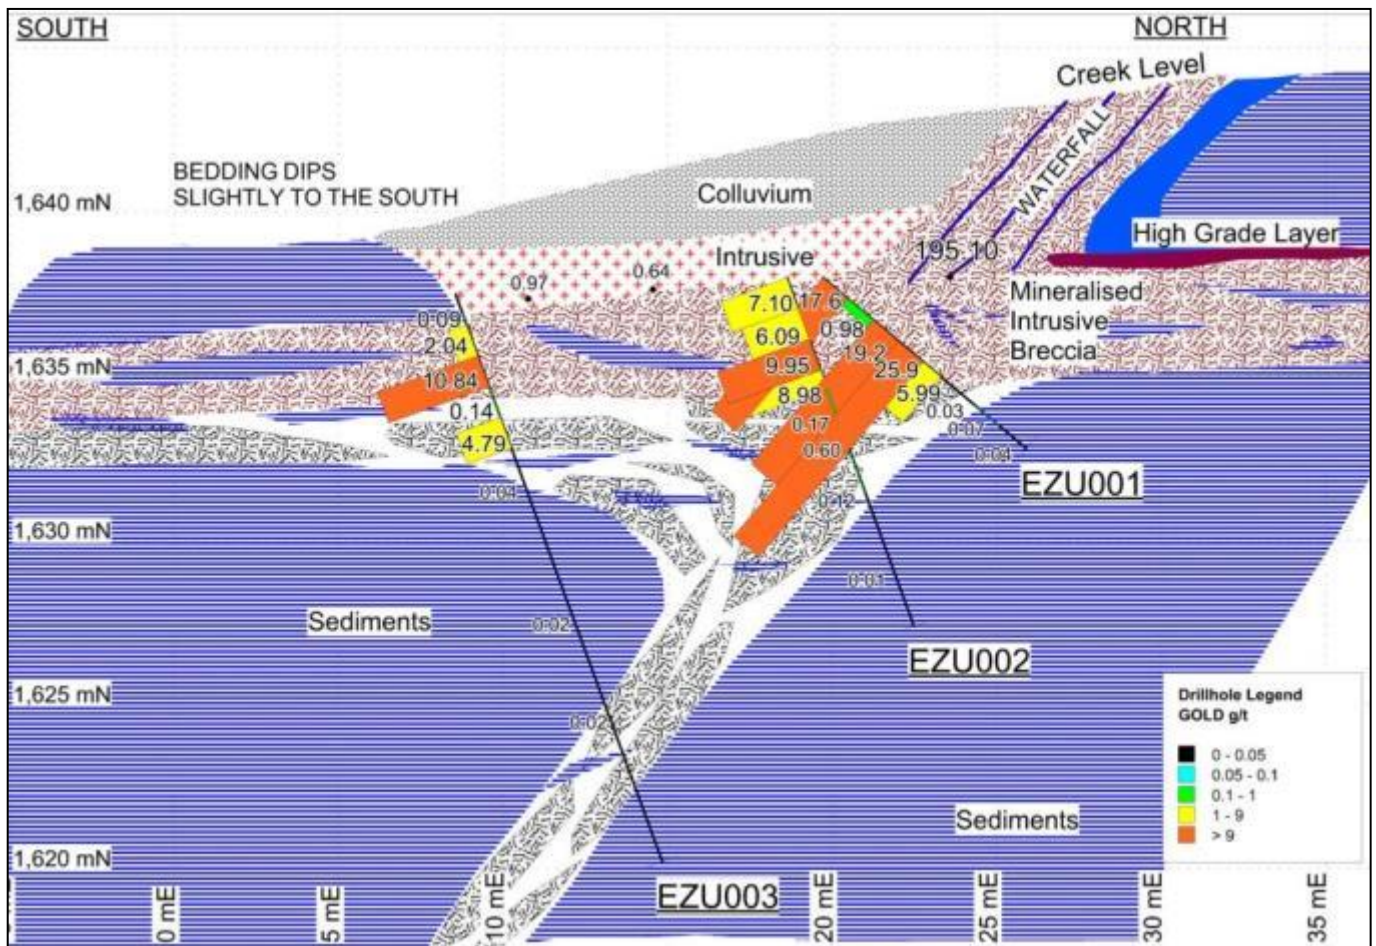 SOUTH
NORTH
Creek Level
WATERFALL
BEDDING DIPS
SLIGHTLY TO THE SOUTH
1,640 mN
Colluvium
High Grade Layer
195.10
Intrusive
0.97
0.64
Mineralised
Intrusive
Breccia
7.10
17.6
0.09
6.09
0.98
2.04
19.2
1,635 mN
9.95
25.9
10.84
8.98
5.99
0.14
0.03
0.17
0.07
4.79
0.60
0.04
EZU001
0.04
0.12
1,630 mN
0.01
Sediments
0.02
EZU002
1,625 mN
Drillhole Legend
GOLD g/t
0.02
0 - 0.05
0.05 - 0.1
0.1 - 1
1 - 9
> 9
Sediments
1,620 mN
EZU003
0 mE
5 mE
10 mE
20 mE
25 mE
30 mE
35 mE